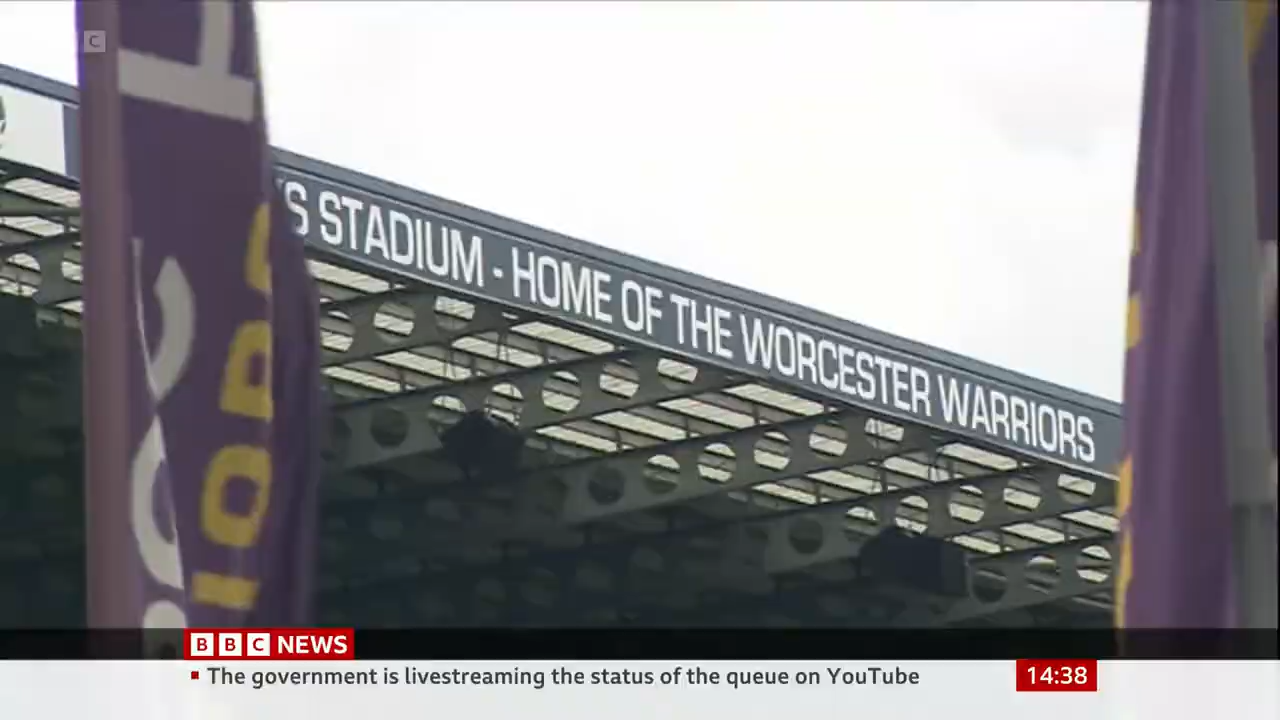 C
S STADIUM - HOME OF THE WORCESTER WARRIORS
BBC NEWS
The government is livestreaming the status of the queue on YouTube
14:38